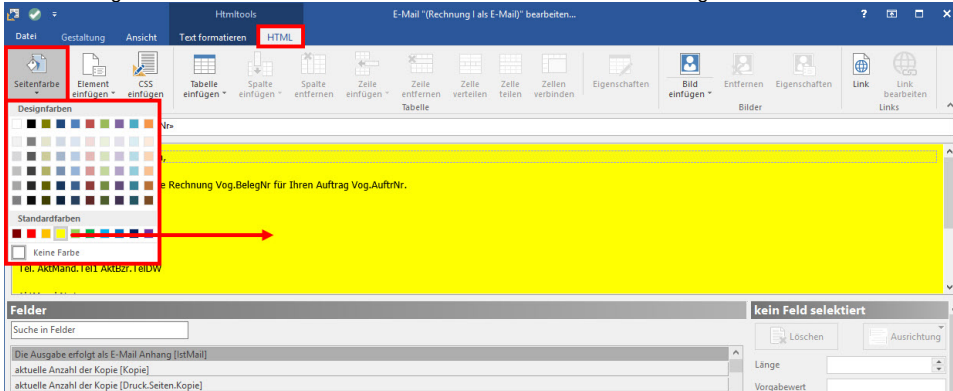 Htmltools
E-Mail "(Rechnung I als E-Mail)" bearbeiten...
?
Datei Gestaltung Ansicht Text formatieren HTML
Seitenfarbe
Element einfügen
CSS einfügen
Tabelle einfügen
Spalte einfügen
Spalte entfernen
Zeile einfügen
Zeile entfernen
Zelle verteilen
Zelle teilen
Zellen verbinden
Eigenschaften
Bild einfügen
Entfernen
Eigenschaften
Link
Link bearbeiten
Tabelle
Bilder
Links
Designfarben
Nr»
e Rechnung Vog.BelegNr für Ihren Auftrag Vog.AuftrNr.
Standardfarben
Keine Farbe
Tel. AktMand.Tel1 AktBzr.TelDW
Felder
kein Feld selektiert
Suche in Felder
Löschen
Ausrichtung
Die Ausgabe erfolgt als E-Mail Anhang [IstMail]
aktuelle Anzahl der Kopie [Kopie]
Länge
aktuelle Anzahl der Kopie [Druck.Seiten.Kopie]
Vorgabewert